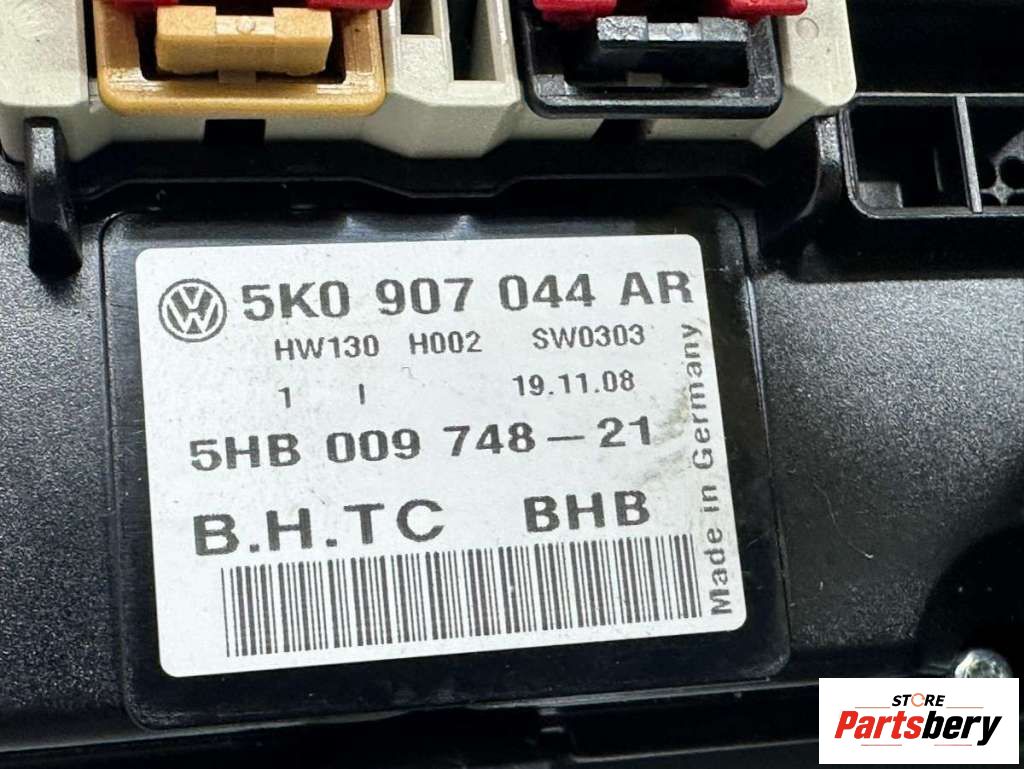 5K0 907 044 AR
HW130 H002 SW0303
1 I 19.11.08
5HB 009 748-21
B.H.TC BHB
Made in Germany
STORE
Partsbery